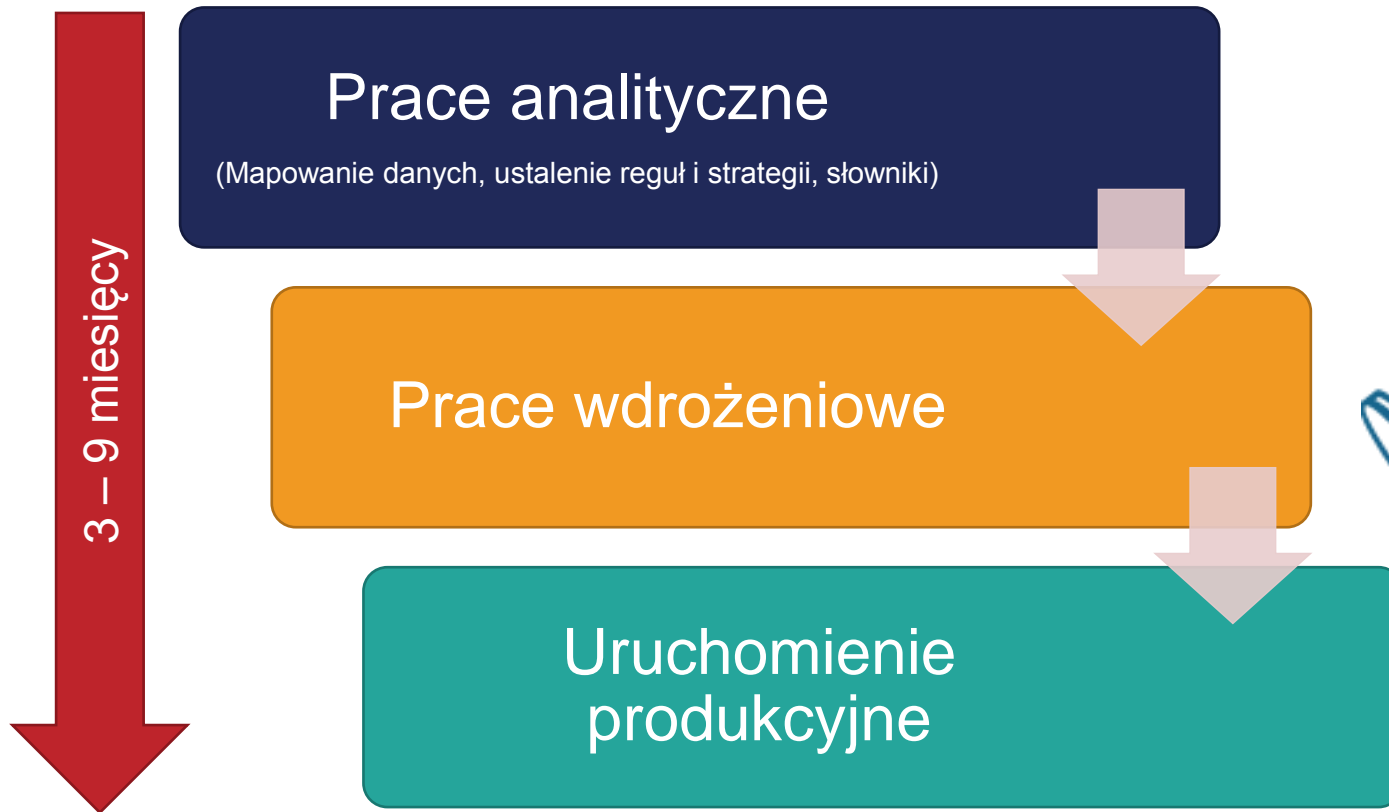 Prace analityczne
(Mapowanie danych, ustalenie reguł i strategii, słowniki)
3 – 9 miesięcy
Prace wdrożeniowe
Uruchomienie
produkcyjne